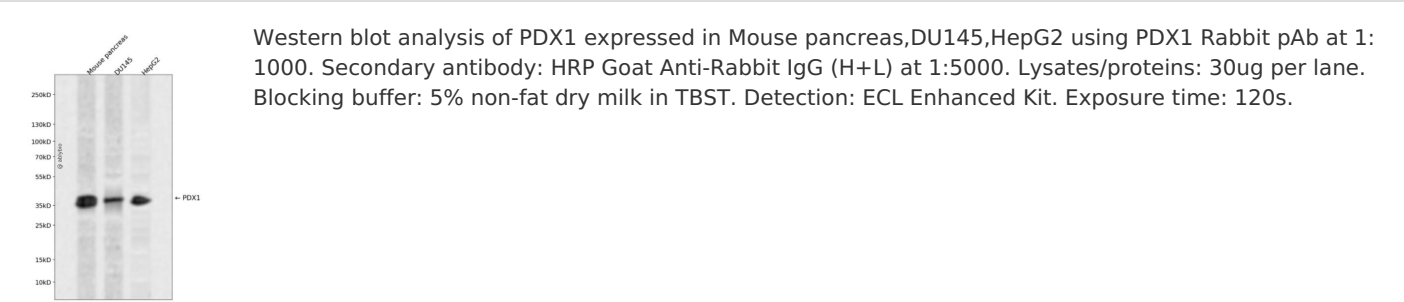 Western blot analysis of PDX1 expressed in Mouse pancreas,DU145,HepG2 using PDX1 Rabbit pAb at 1:
1000. Secondary antibody: HRP Goat Anti-Rabbit IgG (H+L) at 1:5000. Lysates/proteins: 30ug per lane.
Blocking buffer: 5% non-fat dry milk in TBST. Detection: ECL Enhanced Kit. Exposure time: 120s.
Mouse pancreas
DU145
HepG2
250kD
130kD
100kD
70kD
55kD
35kD
25kD
15kD
10kD
← PDX1